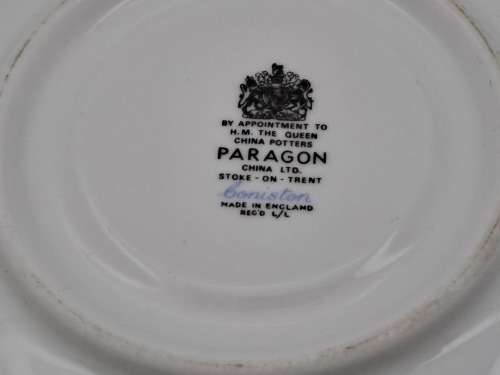 BY APPOINTMENT TO
H.M. THE QUEEN
CHINA POTTERS
PARAGON
CHINA LTD.
STOKE-ON-TRENT
Coniston
MADE IN ENGLAND
REG'D L/L